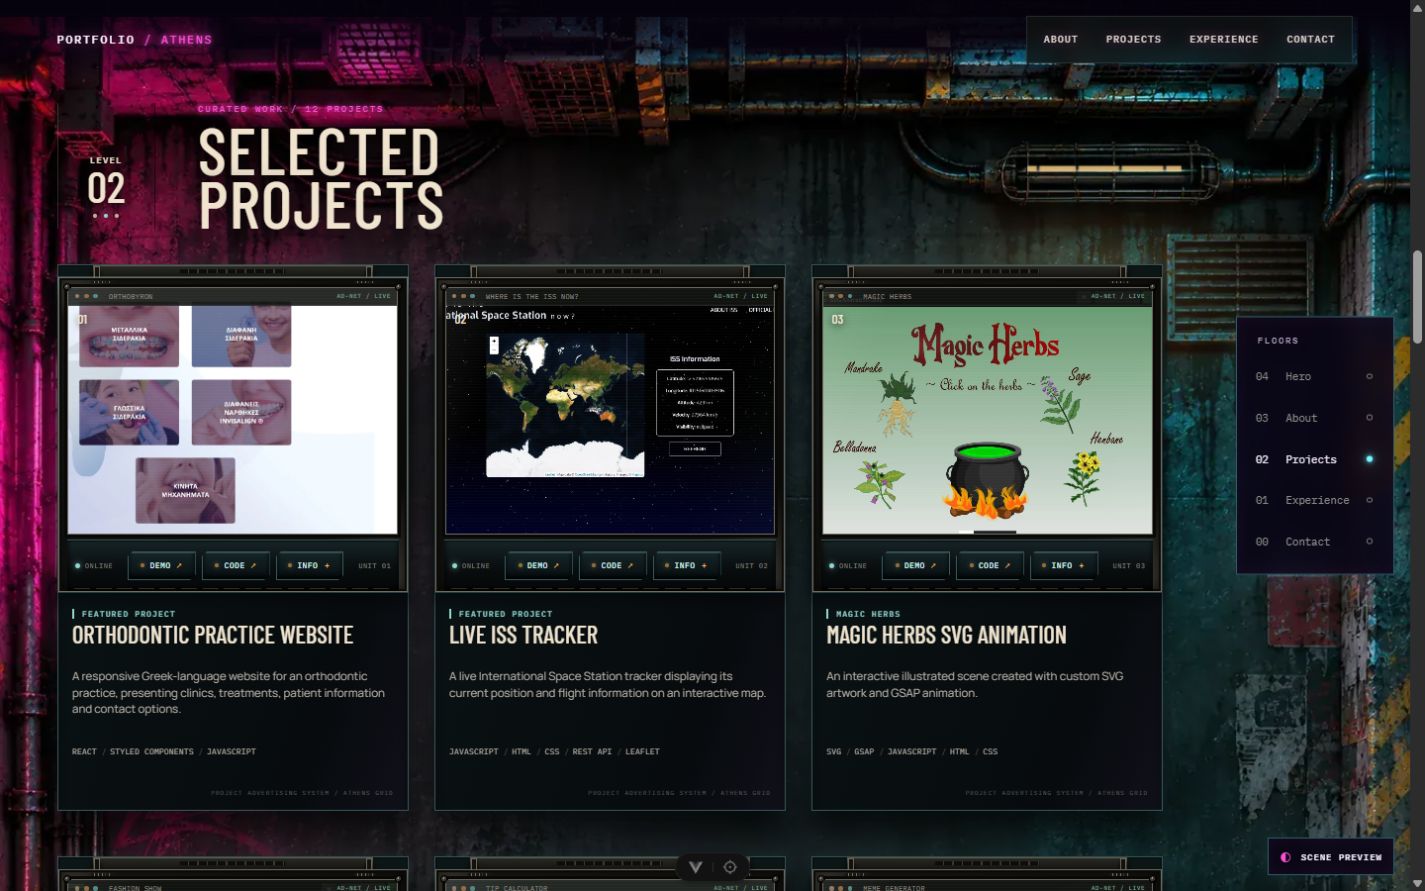 PORTFOLIO / ATHENS
ABOUT PROJECTS EXPERIENCE CONTACT
CURATED WORK / 12 PROJECTS
LEVEL
02
SELECTED
PROJECTS
ORTHOBYRON AD-NET / LIVE
01
ΜΕΤΑΛΛΙΚΑ
ΣΙΔΕΡΑΚΙΑ
ΔΙΑΦΑΝΗ
ΣΙΔΕΡΑΚΙΑ
ΓΛΩΣΣΙΚΑ
ΣΙΔΕΡΑΚΙΑ
ΔΙΑΦΑΝΕΙΣ
ΝΑΡΘΗΚΕΣ
INVISALIGN ®
ΚΙΝΗΤΑ
ΜΗΧΑΝΗΜΑΤΑ
ONLINE DEMO ↗ CODE ↗ INFO + UNIT 01
FEATURED PROJECT
ORTHODONTIC PRACTICE WEBSITE
A responsive Greek-language website for an orthodontic
practice, presenting clinics, treatments, patient information
and contact options.
REACT / STYLED COMPONENTS / JAVASCRIPT
PROJECT ADVERTISING SYSTEM / ATHENS GRID
WHERE IS THE ISS NOW? AD-NET / LIVE
02
ational Space Station now?
ABOUT ISS OFFICIAL
ISS Information
ONLINE DEMO ↗ CODE ↗ INFO + UNIT 02
FEATURED PROJECT
LIVE ISS TRACKER
A live International Space Station tracker displaying its
current position and flight information on an interactive map.
JAVASCRIPT / HTML / CSS / REST API / LEAFLET
PROJECT ADVERTISING SYSTEM / ATHENS GRID
MAGIC HERBS AD-NET / LIVE
03
Magic Herbs
~ Click on the herbs ~
Mandrake
Sage
Belladonna
Henbane
ONLINE DEMO ↗ CODE ↗ INFO + UNIT 03
MAGIC HERBS
MAGIC HERBS SVG ANIMATION
An interactive illustrated scene created with custom SVG
artwork and GSAP animation.
SVG / GSAP / JAVASCRIPT / HTML / CSS
PROJECT ADVERTISING SYSTEM / ATHENS GRID
FLOORS
04 Hero
03 About
02 Projects
01 Experience
00 Contact
SCENE PREVIEW
FASHION SHOW AD-NET / LIVE
TIP CALCULATOR AD-NET / LIVE
MEME GENERATOR AD-NET / LIVE